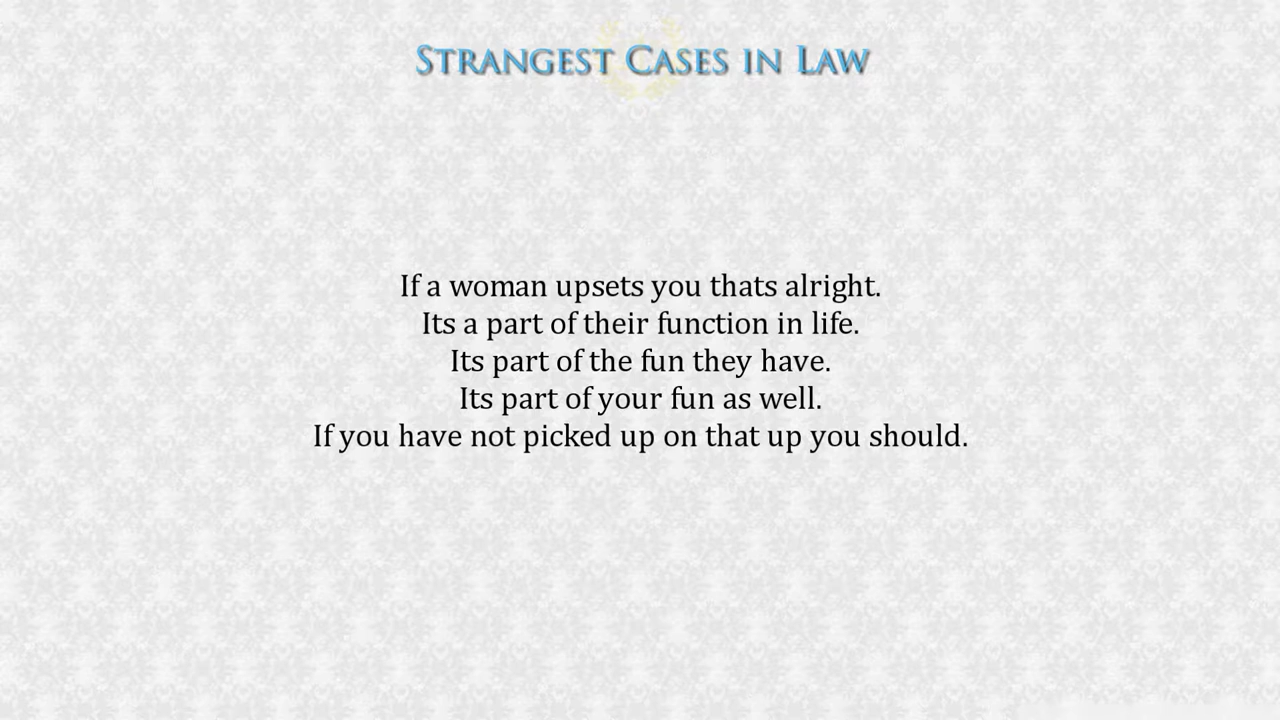 STRANGEST CASES IN LAW
If a woman upsets you thats alright.
Its a part of their function in life.
Its part of the fun they have.
Its part of your fun as well.
If you have not picked up on that up you should.